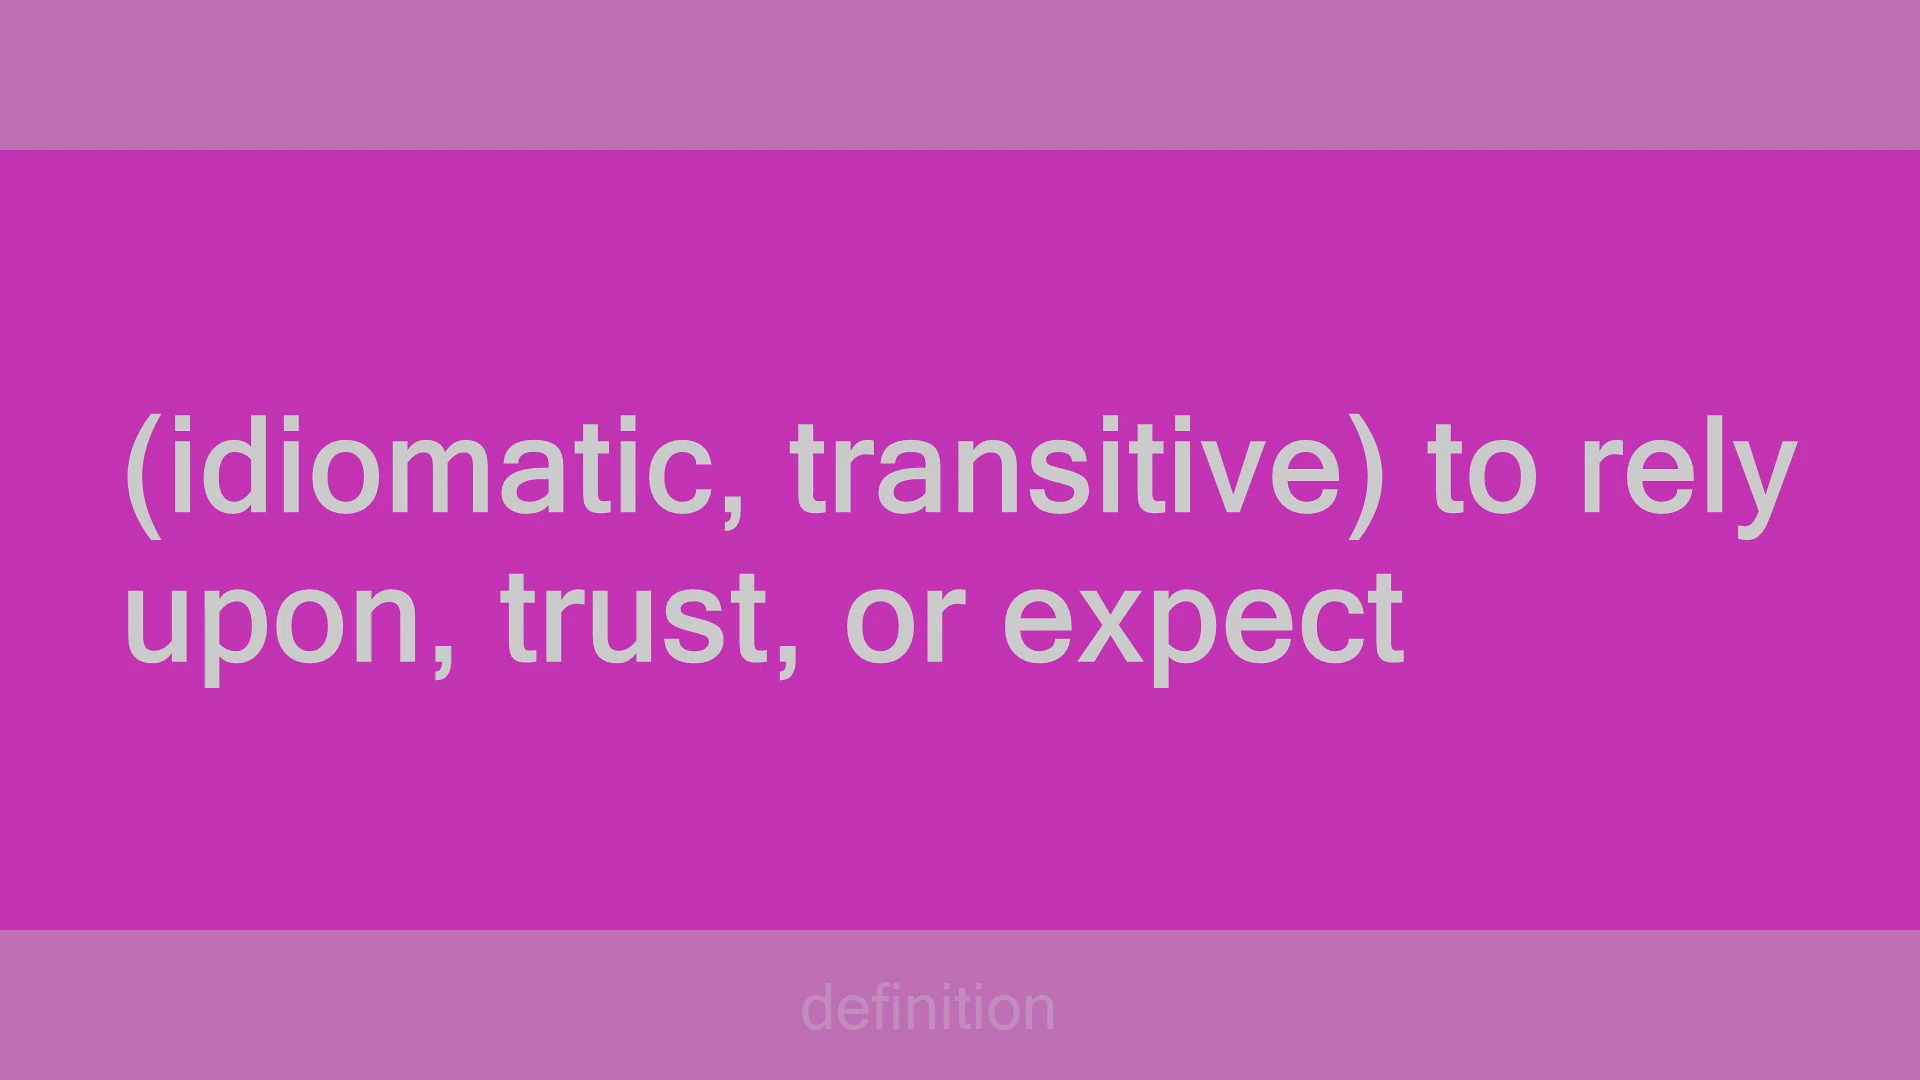 (idiomatic, transitive) to rely
upon, trust, or expect
definition